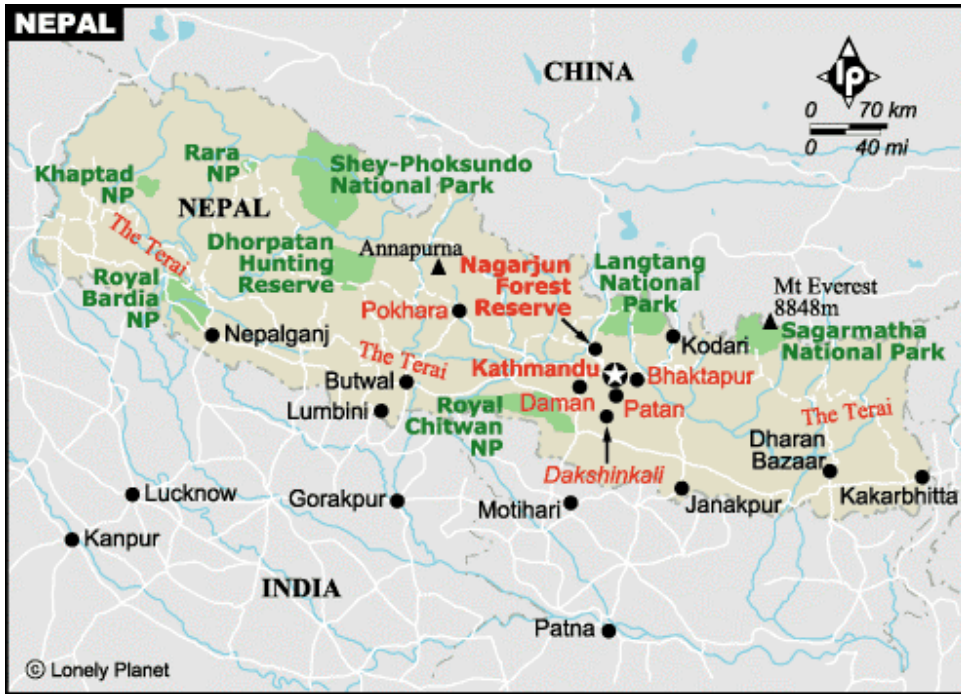 NEPAL
CHINA
lp
0 70 km
0 40 mi
Rara
NP
Khaptad
NP
Shey-Phoksundo
National Park
NEPAL
The Terai
Dhorpatan
Hunting
Reserve
Annapurna
Nagarjun
Forest
Reserve
Langtang
National
Park
Mt Everest
8848m
Royal
Bardia
NP
Pokhara
Sagarmatha
National Park
Nepalganj
Kodari
The Terai
Kathmandu
Bhaktapur
Butwal
Daman
Patan
Lumbini
Royal
Chitwan
NP
The Terai
Dharan
Bazaar
Dakshinkali
Lucknow
Gorakpur
Motihari
Janakpur
Kakarbhitta
Kanpur
INDIA
Patna
© Lonely Planet